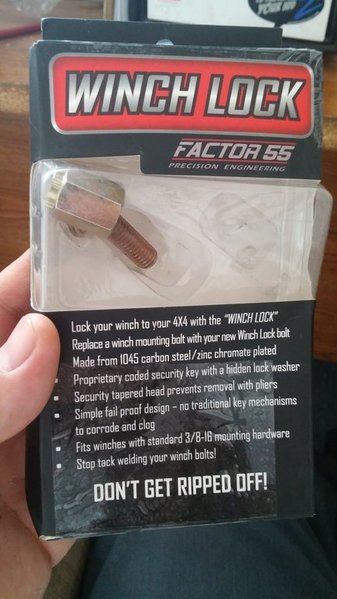 WINCH LOCK
FACTOR 55
PRECISION ENGINEERING
Lock your winch to your 4X4 with the "WINCH LOCK"
Replace a winch mounting bolt with your new Winch Lock bolt
Made from 1045 carbon steel/zinc chromate plated
Proprietary coded security key with a hidden lock washer
Security tapered head prevents removal with pliers
Simple fail proof design – no traditional key mechanisms
to corrode and clog
Fits winches with standard 3/8-16 mounting hardware
Stop tack welding your winch bolts!
DON'T GET RIPPED OFF!